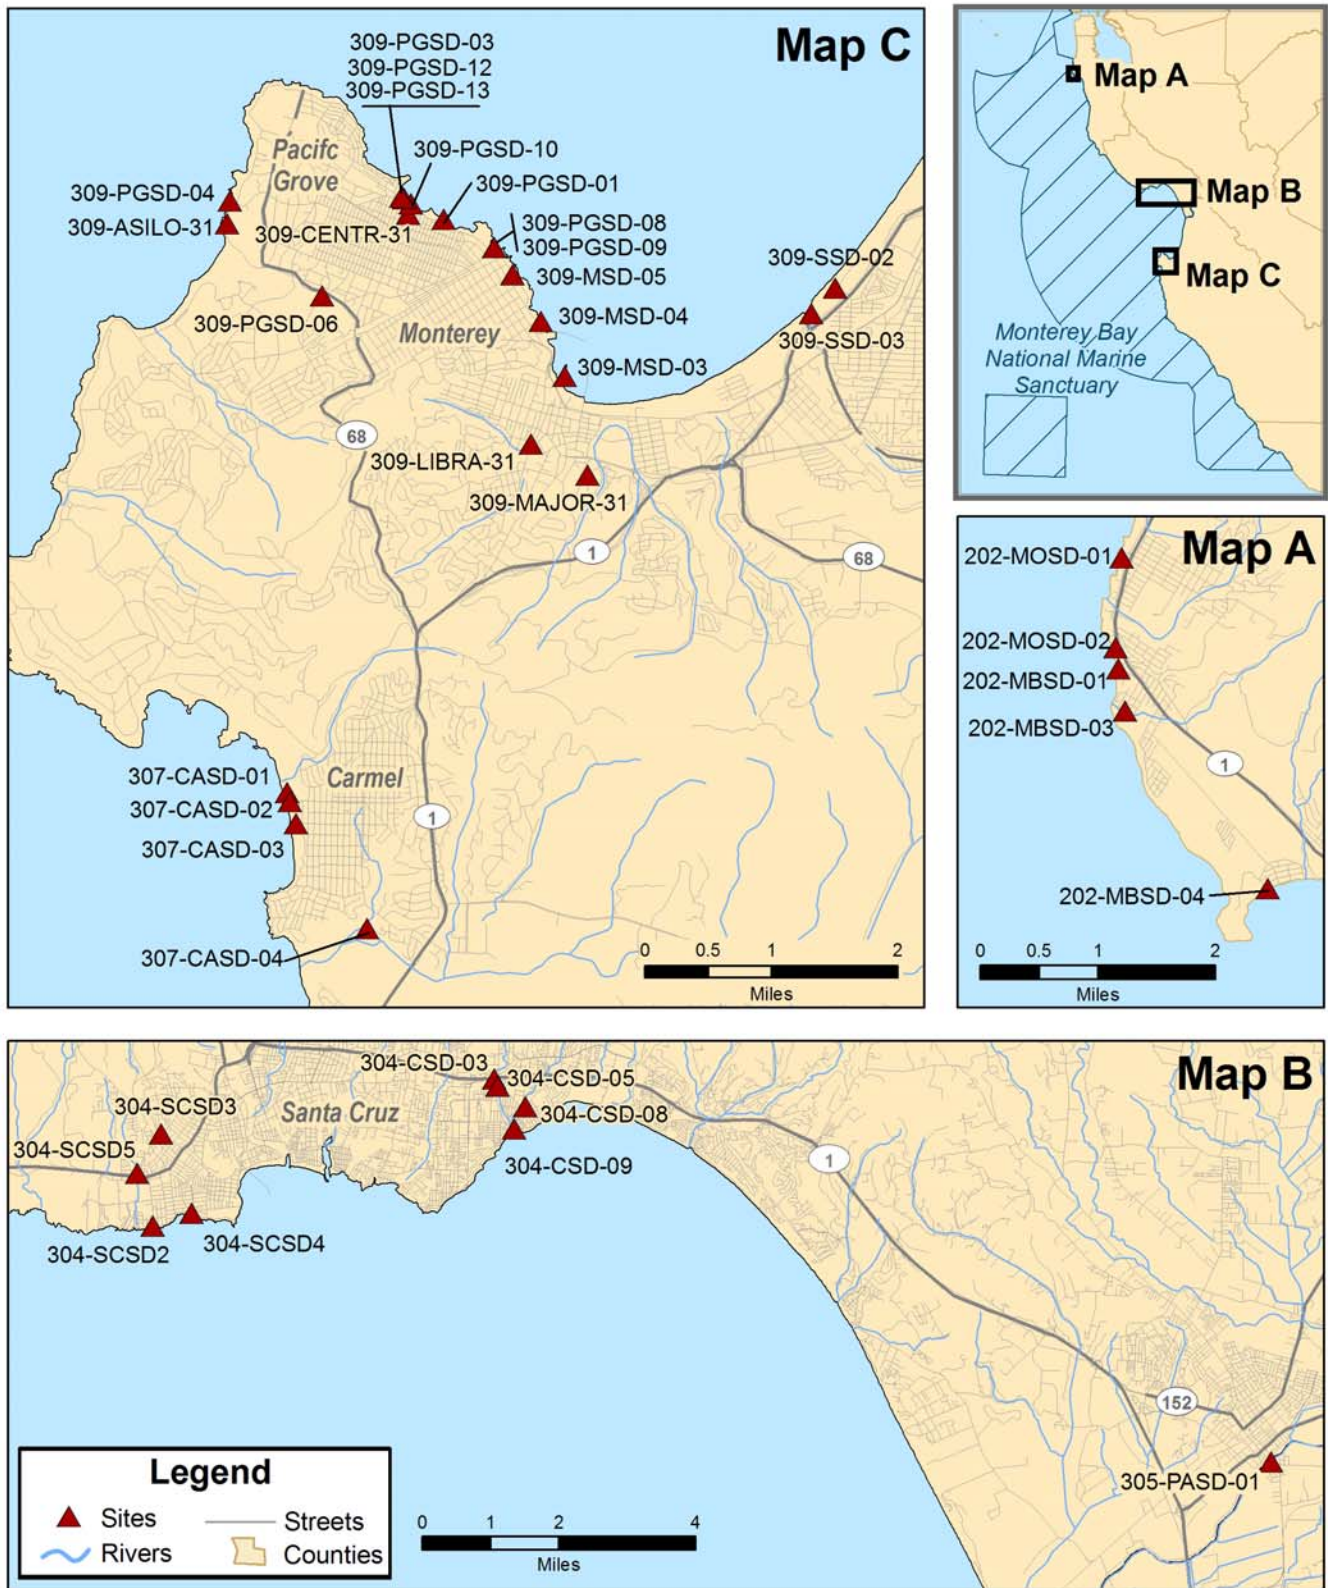 Map C
309-PGSD-03
309-PGSD-12
309-PGSD-13
309-PGSD-10
309-PGSD-01
309-PGSD-08
309-PGSD-09
309-PGSD-04
309-ASILO-31
309-CENTR-31
Pacifc
Grove
309-MSD-05
309-SSD-02
309-PGSD-06
309-MSD-04
309-SSD-03
Monterey
309-MSD-03
68
309-LIBRA-31
309-MAJOR-31
1
68
307-CASD-01
307-CASD-02
307-CASD-03
Carmel
1
307-CASD-04
0 0.5 1 2
Miles
Map A
Map B
Map C
Monterey Bay
National Marine
Sanctuary
Map A
202-MOSD-01
202-MOSD-02
202-MBSD-01
202-MBSD-03
1
202-MBSD-04
0 0.5 1 2
Miles
Map B
304-CSD-03
304-CSD-05
304-SCSD3
Santa Cruz
304-CSD-08
304-SCSD5
304-CSD-09
1
304-SCSD2
304-SCSD4
152
305-PASD-01
Legend
Sites
Streets
Rivers
Counties
0 1 2 4
Miles